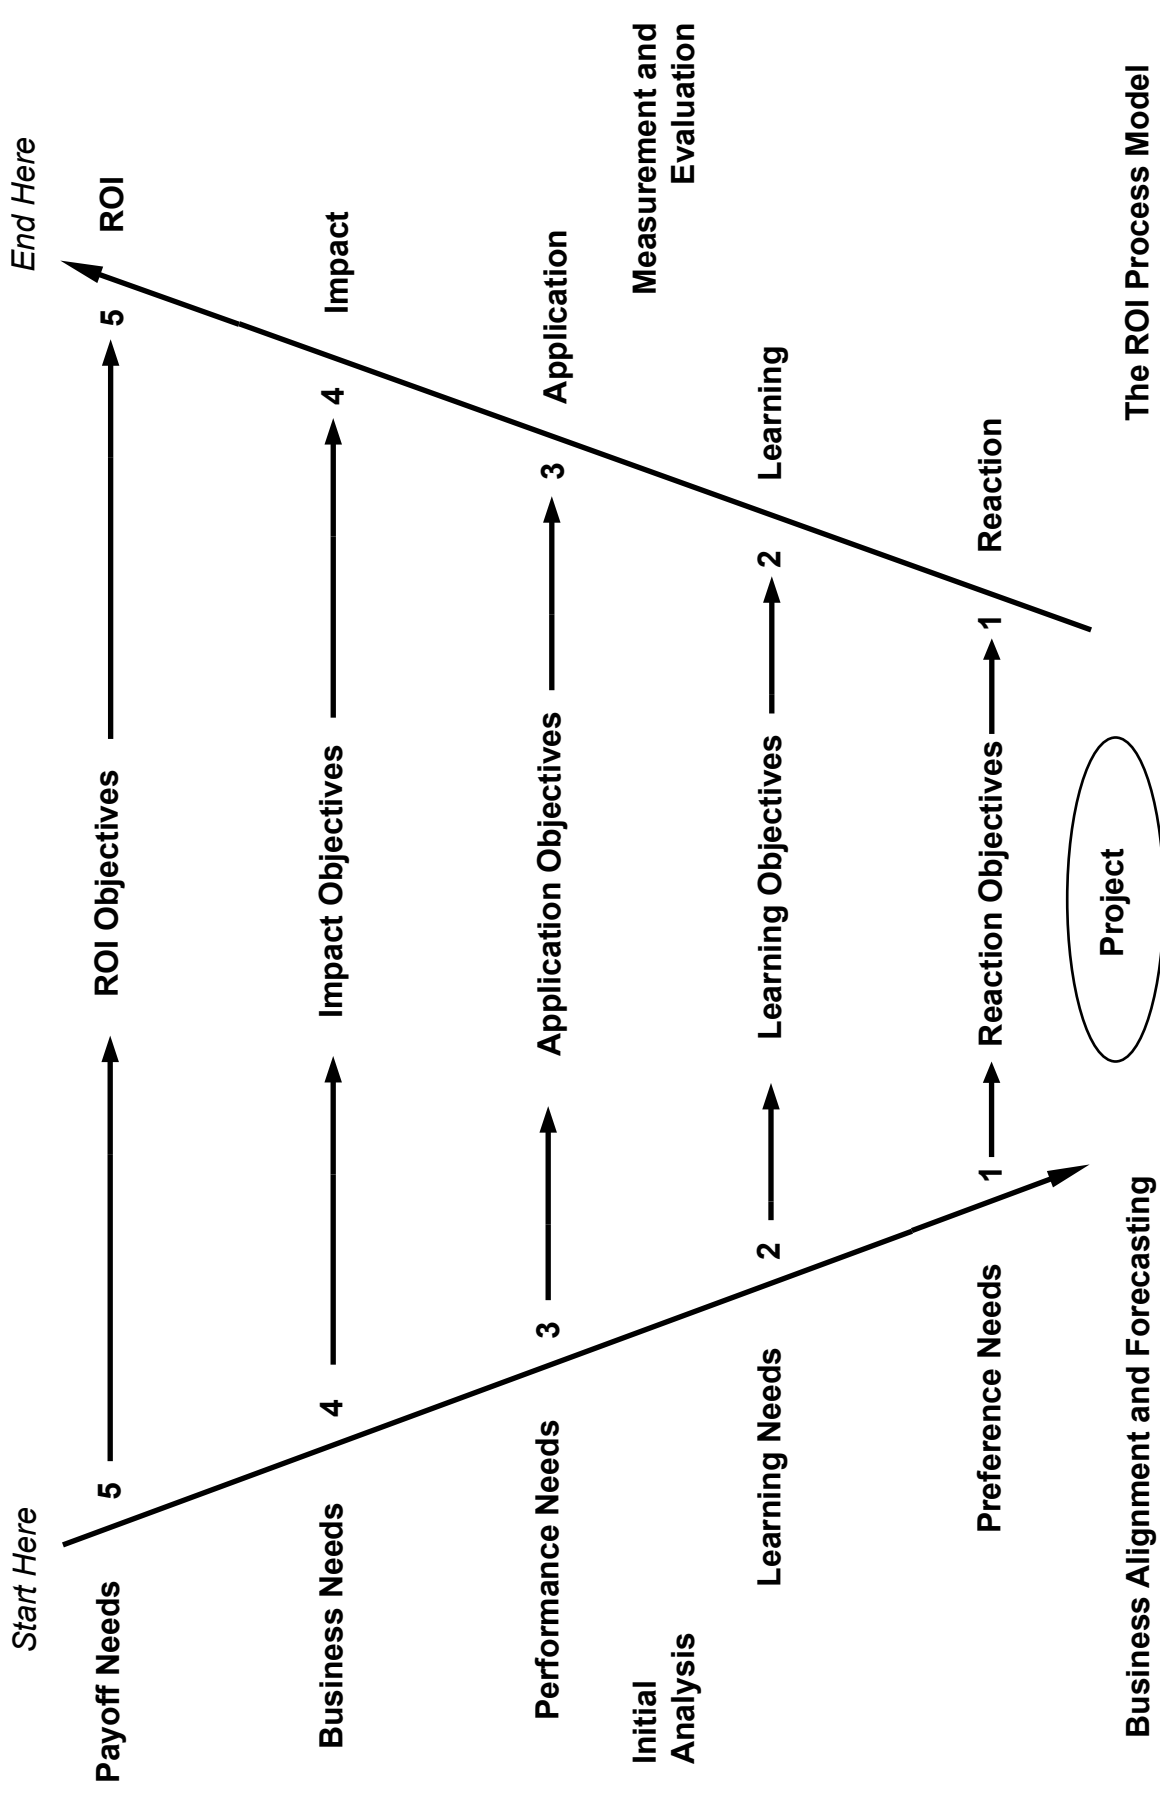 Start Here
End Here
Payoff Needs
5
ROI Objectives
5
ROI
Business Needs
4
Impact Objectives
4
Impact
Performance Needs
3
Application Objectives
3
Application
Initial
Analysis
Measurement and
Evaluation
Learning Needs
2
Learning Objectives
2
Learning
Preference Needs
1
Reaction Objectives
1
Reaction
Project
Business Alignment and Forecasting
The ROI Process Model